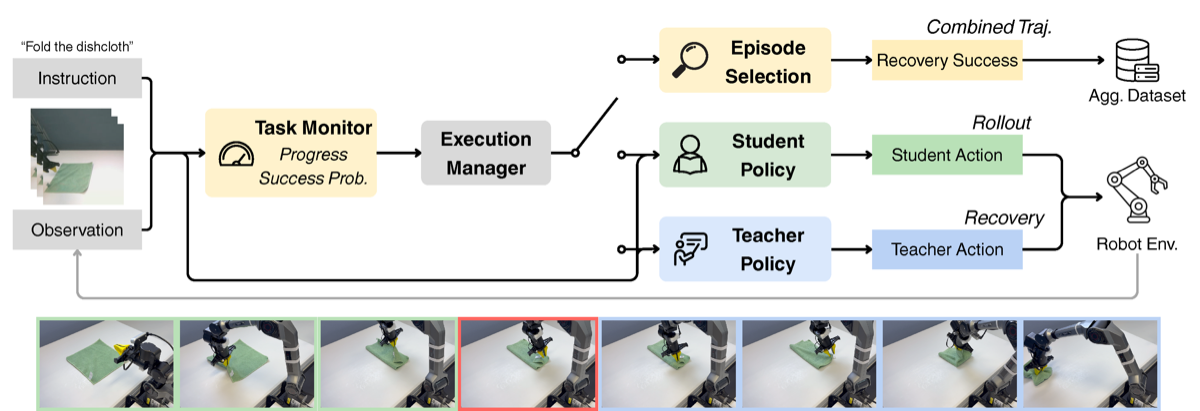 “Fold the dishcloth”
Instruction
Observation
Task Monitor
Progress
Success Prob.
Execution
Manager
Episode
Selection
Combined Traj.
Recovery Success
Agg. Dataset
Student
Policy
Rollout
Student Action
Teacher
Policy
Recovery
Teacher Action
Robot Env.